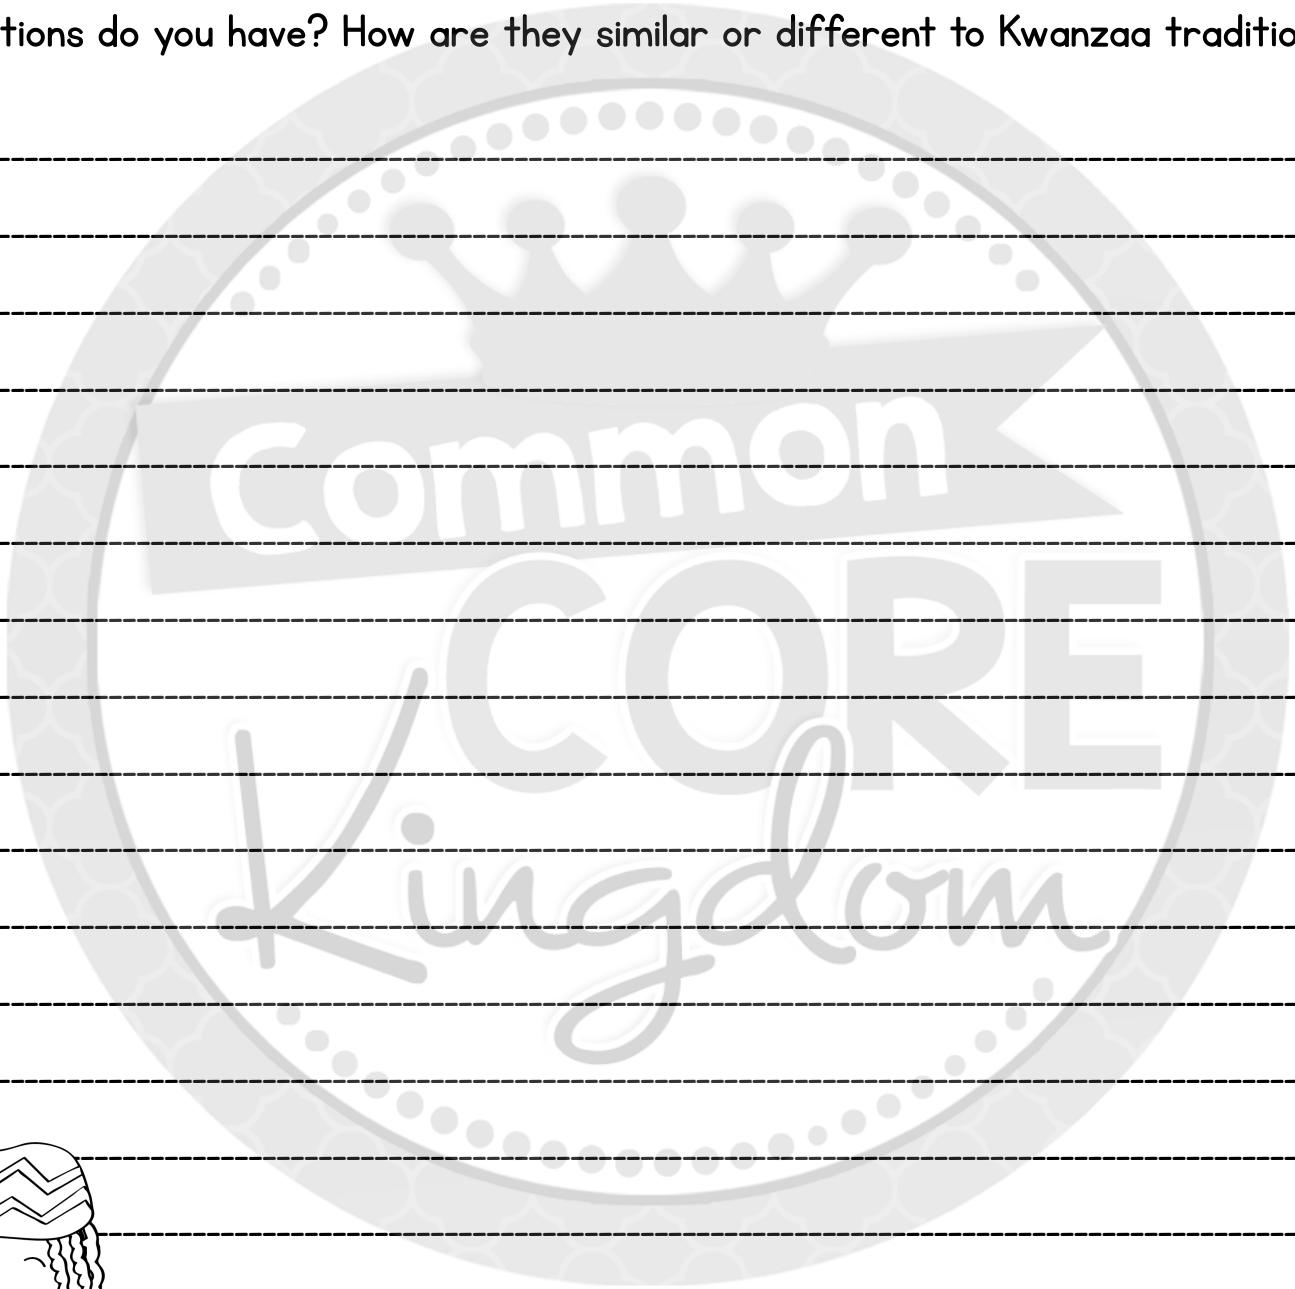 tions do you have? How are they similar or different to Kwanzaa traditio
Common
CORE
Kingdom